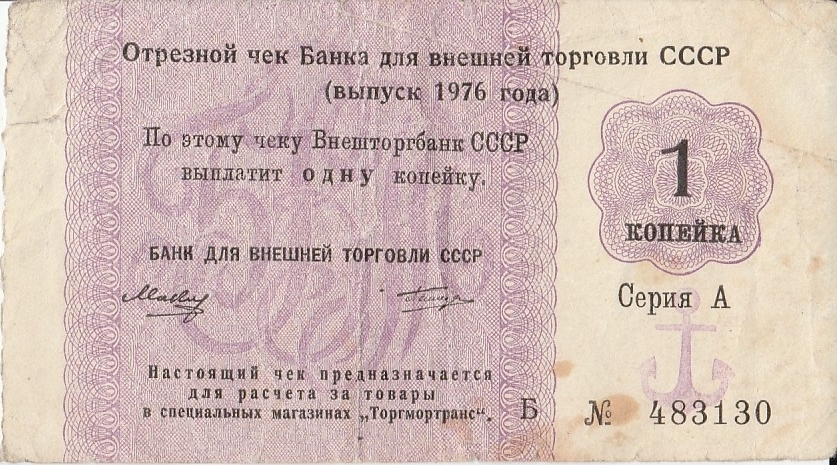 Отрезной чек Банка для внешней торговли СССР
(выпуск 1976 года)
По этому чеку Внешторгбанк СССР
выплатит одну копейку.
1
КОПЕЙКА
БАНК ДЛЯ ВНЕШНЕЙ ТОРГОВЛИ СССР
Серия А
Настоящий чек предназначается
для расчета за товары
в специальных магазинах „Торгмортранс“.
Б № 483130